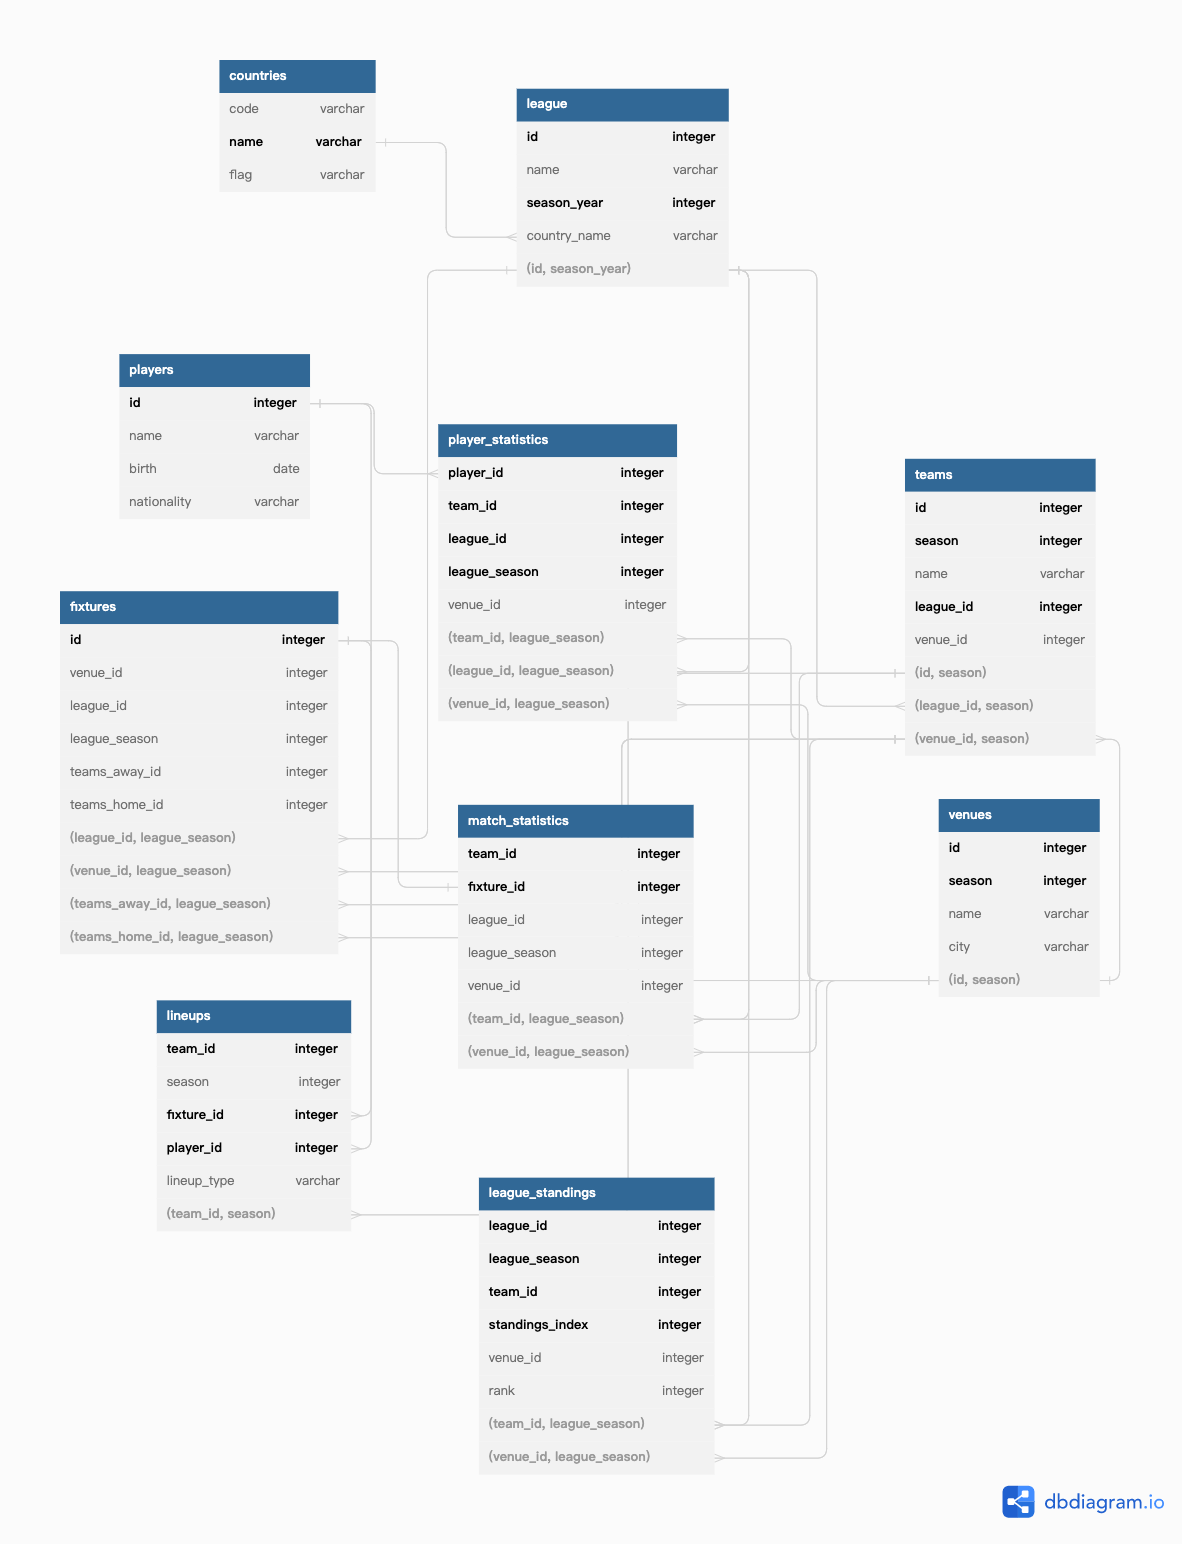 countries
code varchar
name varchar
flag varchar
league
id integer
name varchar
season_year integer
country_name varchar
(id, season_year)
players
id integer
name varchar
birth date
nationality varchar
player_statistics
player_id integer
team_id integer
league_id integer
league_season integer
venue_id integer
(team_id, league_season)
(league_id, league_season)
(venue_id, league_season)
teams
id integer
season integer
name varchar
league_id integer
venue_id integer
(id, season)
(league_id, season)
(venue_id, season)
fixtures
id integer
venue_id integer
league_id integer
league_season integer
teams_away_id integer
teams_home_id integer
(league_id, league_season)
(venue_id, league_season)
(teams_away_id, league_season)
(teams_home_id, league_season)
match_statistics
team_id integer
fixture_id integer
league_id integer
league_season integer
venue_id integer
(team_id, league_season)
(venue_id, league_season)
venues
id integer
season integer
name varchar
city varchar
(id, season)
lineups
team_id integer
season integer
fixture_id integer
player_id integer
lineup_type varchar
(team_id, season)
league_standings
league_id integer
league_season integer
team_id integer
standings_index integer
venue_id integer
rank integer
(team_id, league_season)
(venue_id, league_season)
dbdiagram.io